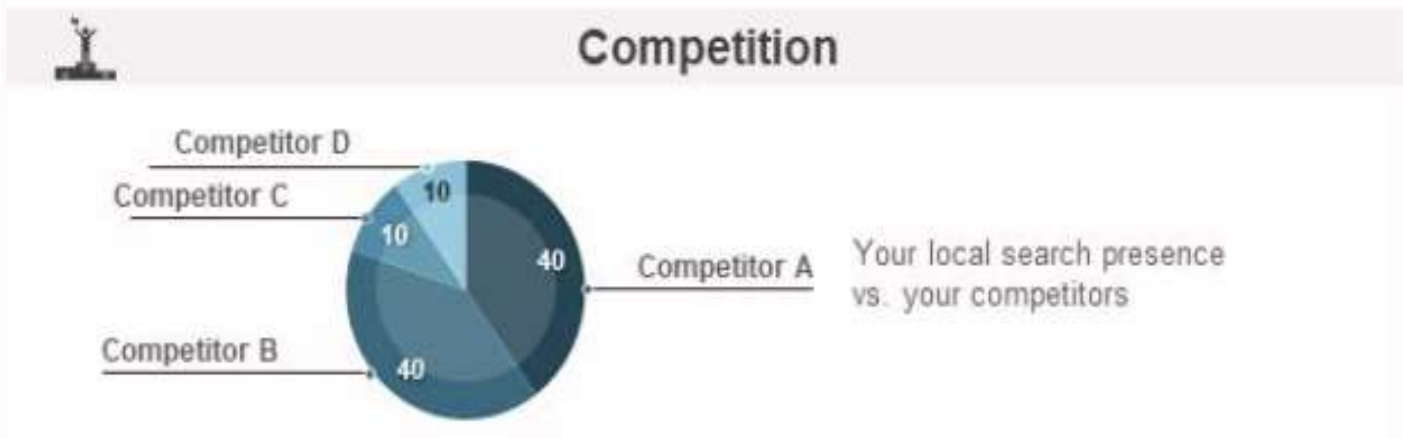 Competition
Competitor D
10
Competitor C
10
40
Competitor A
Your local search presence
vs. your competitors
Competitor B
40